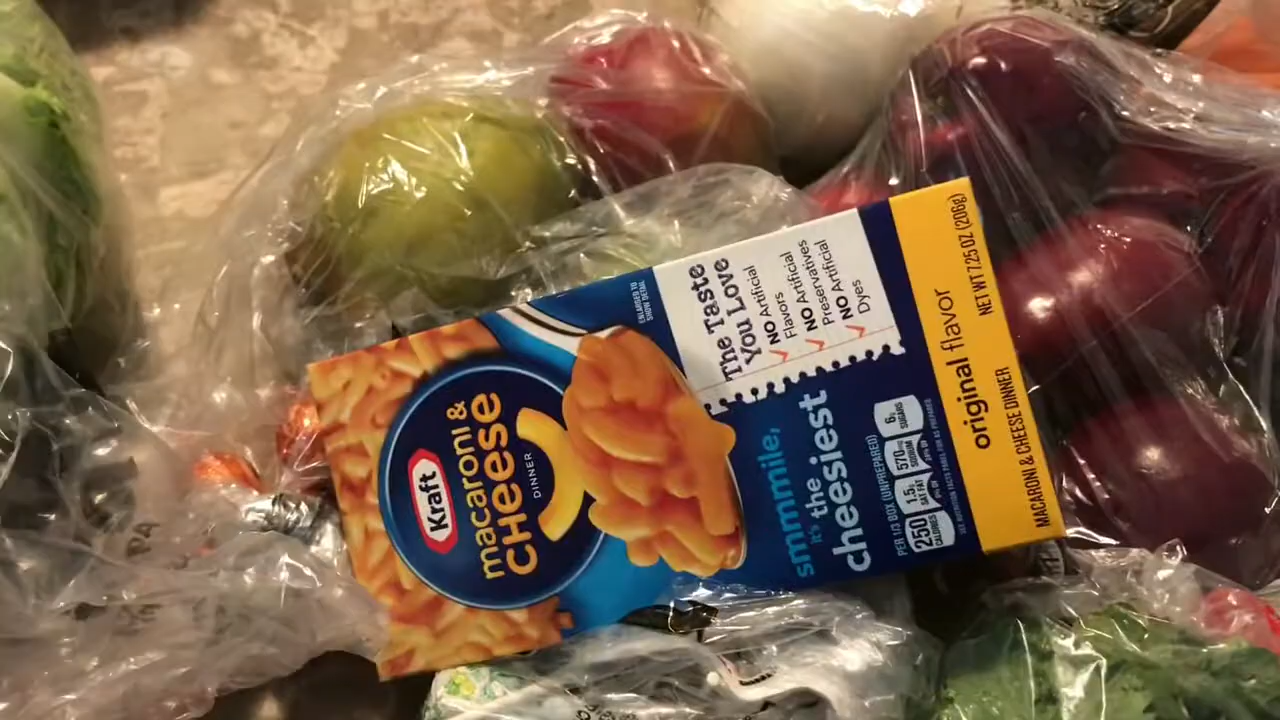 Kraft
macaroni &
cheese
DINNER
ENLARGED TO
SHOW DETAIL
The Taste
You Love
NO Artificial
Flavors
NO Artificial
Preservatives
NO Artificial
Dyes
smmmile,
it's the
cheesiest
PER 1/3 BOX (UNPREPARED)
250
CALORIES
1.5g
SAT FAT
570mg
SODIUM
6g
SUGARS
original flavor
MACARONI & CHEESE DINNER
NET WT 7.25 OZ (206g)